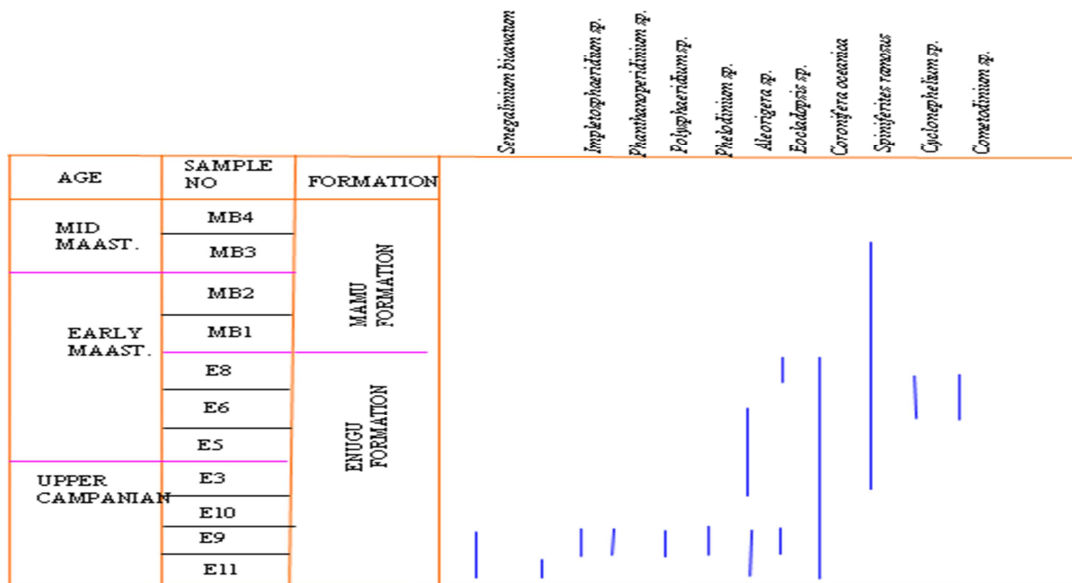 Senegalinium bicavatum
Impletosphaeridium sp.
Phanthanoperidinium sp.
Polysphaeridium sp.
Phelodinium sp.
Aleorigera sp.
Eocladopsis sp.
Coronifera oceanica
Spiniferites ramosus
Cyclonephelium sp.
Cometodinium sp.
AGE
SAMPLE
NO
FORMATION
MID
MAAST.
MB4
MB3
MAMU
FORMATION
EARLY
MAAST.
MB2
MB1
E8
E6
E5
ENUGU
FORMATION
UPPER
CAMPANIAN
E3
E10
E9
E11